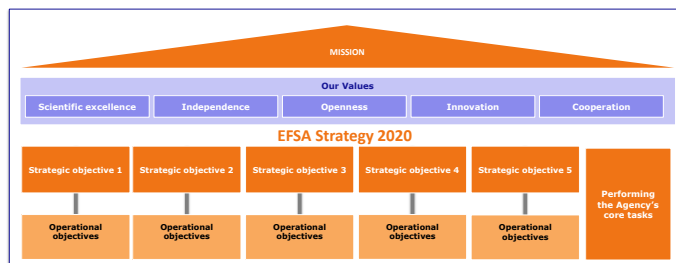 MISSION
Our Values
Scientific excellence
Independence
Openness
Innovation
Cooperation
EFSA Strategy 2020
Strategic objective 1
Strategic objective 2
Strategic objective 3
Strategic objective 4
Strategic objective 5
Performing
the Agency's
core tasks
Operational
objectives
Operational
objectives
Operational
objectives
Operational
objectives
Operational
objectives